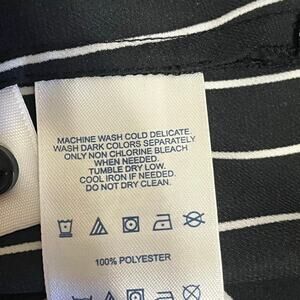 MACHINE WASH COLD DELICATE.
WASH DARK COLORS SEPARATELY
ONLY NON CHLORINE BLEACH
WHEN NEEDED.
TUMBLE DRY LOW.
COOL IRON IF NEEDED.
DO NOT DRY CLEAN.
100% POLYESTER